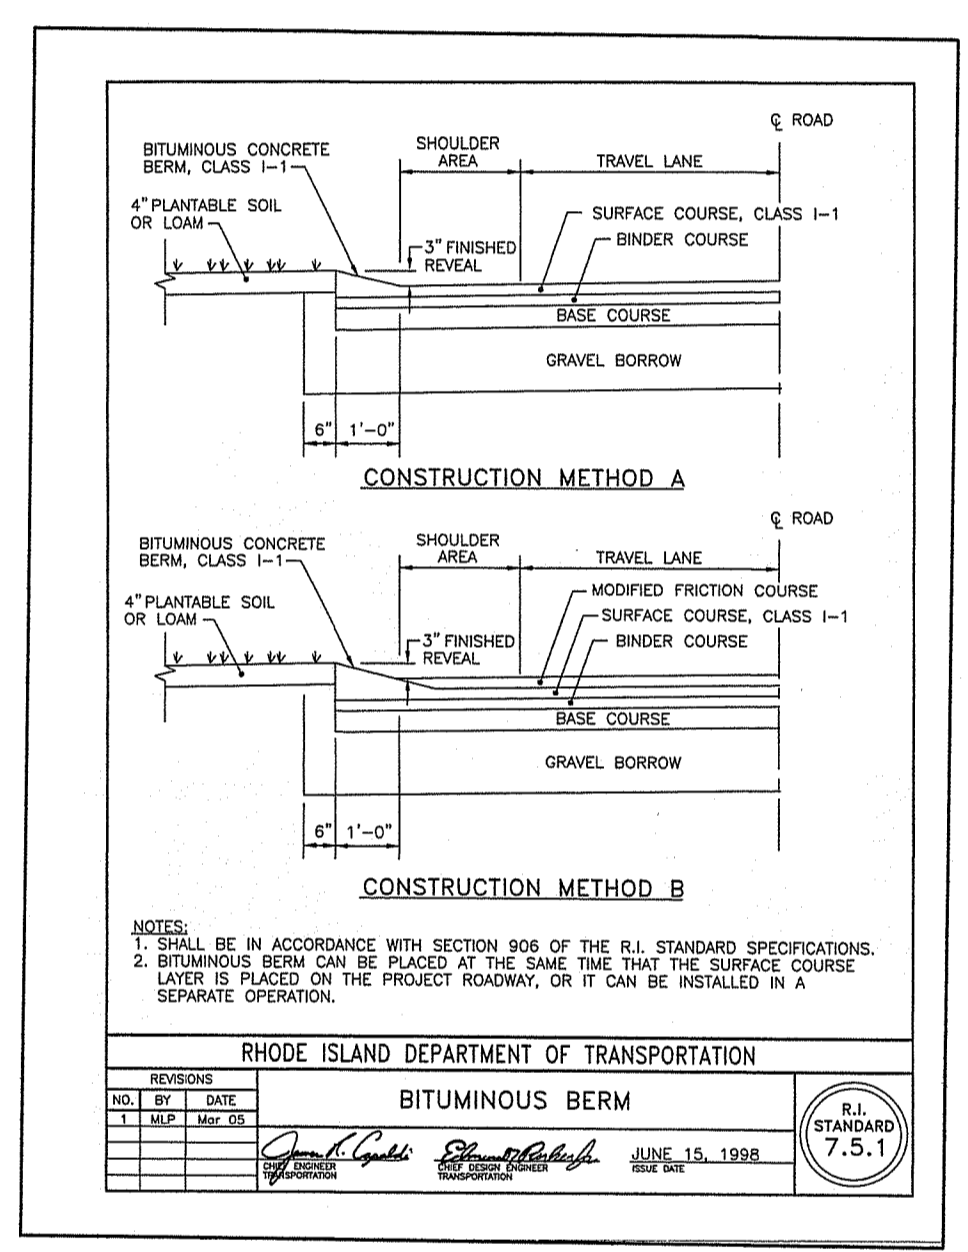 ℄ ROAD
SHOULDER
AREA
TRAVEL LANE
BITUMINOUS CONCRETE
BERM, CLASS I-1
4" PLANTABLE SOIL
OR LOAM
SURFACE COURSE, CLASS I-1
BINDER COURSE
3" FINISHED
REVEAL
BASE COURSE
GRAVEL BORROW
6" 1'-0"
CONSTRUCTION METHOD A
℄ ROAD
SHOULDER
AREA
TRAVEL LANE
BITUMINOUS CONCRETE
BERM, CLASS I-1
MODIFIED FRICTION COURSE
4" PLANTABLE SOIL
OR LOAM
SURFACE COURSE, CLASS I-1
BINDER COURSE
3" FINISHED
REVEAL
BASE COURSE
GRAVEL BORROW
6" 1'-0"
CONSTRUCTION METHOD B
NOTES:
1. SHALL BE IN ACCORDANCE WITH SECTION 906 OF THE R.I. STANDARD SPECIFICATIONS.
2. BITUMINOUS BERM CAN BE PLACED AT THE SAME TIME THAT THE SURFACE COURSE
LAYER IS PLACED ON THE PROJECT ROADWAY, OR IT CAN BE INSTALLED IN A
SEPARATE OPERATION.
RHODE ISLAND DEPARTMENT OF TRANSPORTATION
REVISIONS
NO. BY DATE
1 MLP Mar 05
BITUMINOUS BERM
CHIEF ENGINEER
TRANSPORTATION
CHIEF DESIGN ENGINEER
TRANSPORTATION
JUNE 15, 1998
ISSUE DATE
R.I.
STANDARD
7.5.1